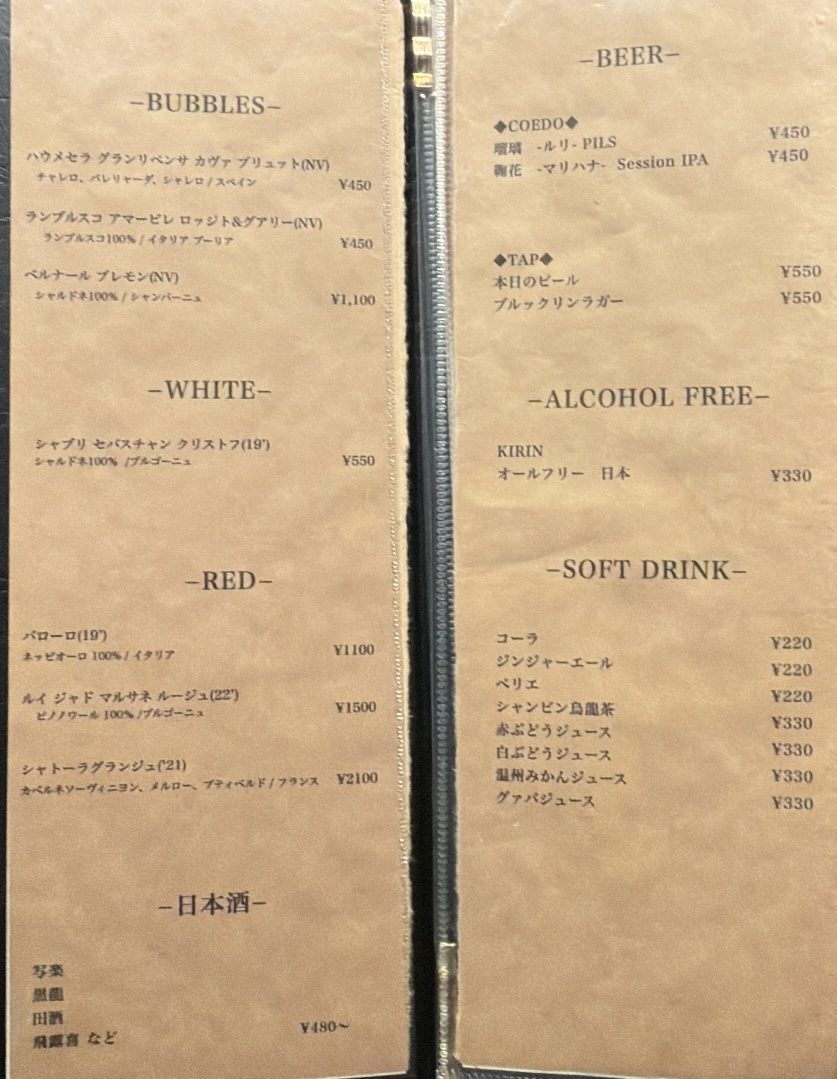 –BUBBLES–
ハウメセラ グランリベンサ カヴァ ブリュット(NV)
チャレロ、パレリャーダ、シャレロ / スペイン ¥450
ランブルスコ アマービレ ロッジト&グアリー(NV)
ランブルスコ100% / イタリア プーリア ¥450
ベルナール ブレモン(NV)
シャルドネ100% / シャンパーニュ ¥1,100
–WHITE–
シャブリ セバスチャン クリストフ(19')
シャルドネ100% /ブルゴーニュ ¥550
–RED–
バローロ(19')
ネッビオーロ 100% / イタリア ¥1100
ルイ ジャド マルサネ ルージュ(22')
ピノノワール 100% /ブルゴーニュ ¥1500
シャトーラグランジュ('21)
カベルネソーヴィニヨン、メルロー、プティベルド / フランス ¥2100
–日本酒–
写楽
黒龍
田酒
飛露喜 など ¥480～
–BEER–
◆COEDO◆
瑠璃 -ルリ- PILS ¥450
鞠花 -マリハナ- Session IPA ¥450
◆TAP◆
本日のビール ¥550
ブルックリンラガー ¥550
–ALCOHOL FREE–
KIRIN
オールフリー 日本 ¥330
–SOFT DRINK–
コーラ ¥220
ジンジャーエール ¥220
ペリエ ¥220
シャンピン烏龍茶 ¥330
赤ぶどうジュース ¥330
白ぶどうジュース ¥330
温州みかんジュース ¥330
グァバジュース